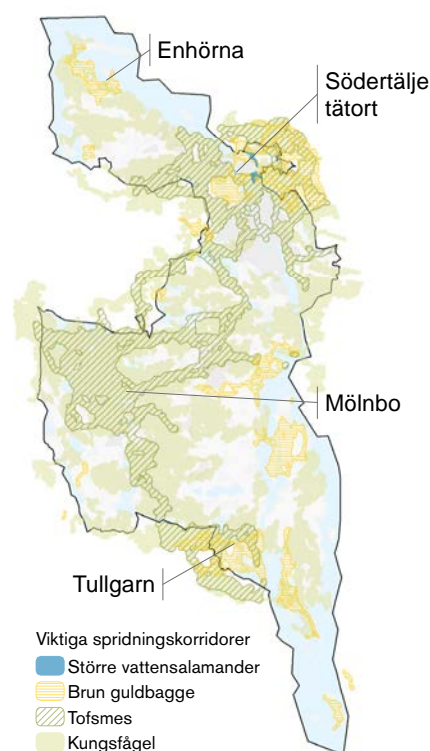 Enhörna
Södertälje
tätort
Mölnbo
Tullgarn
Viktiga spridningskorridorer
Större vattensalamander
Brun guldbagge
Tofsmes
Kungsfågel